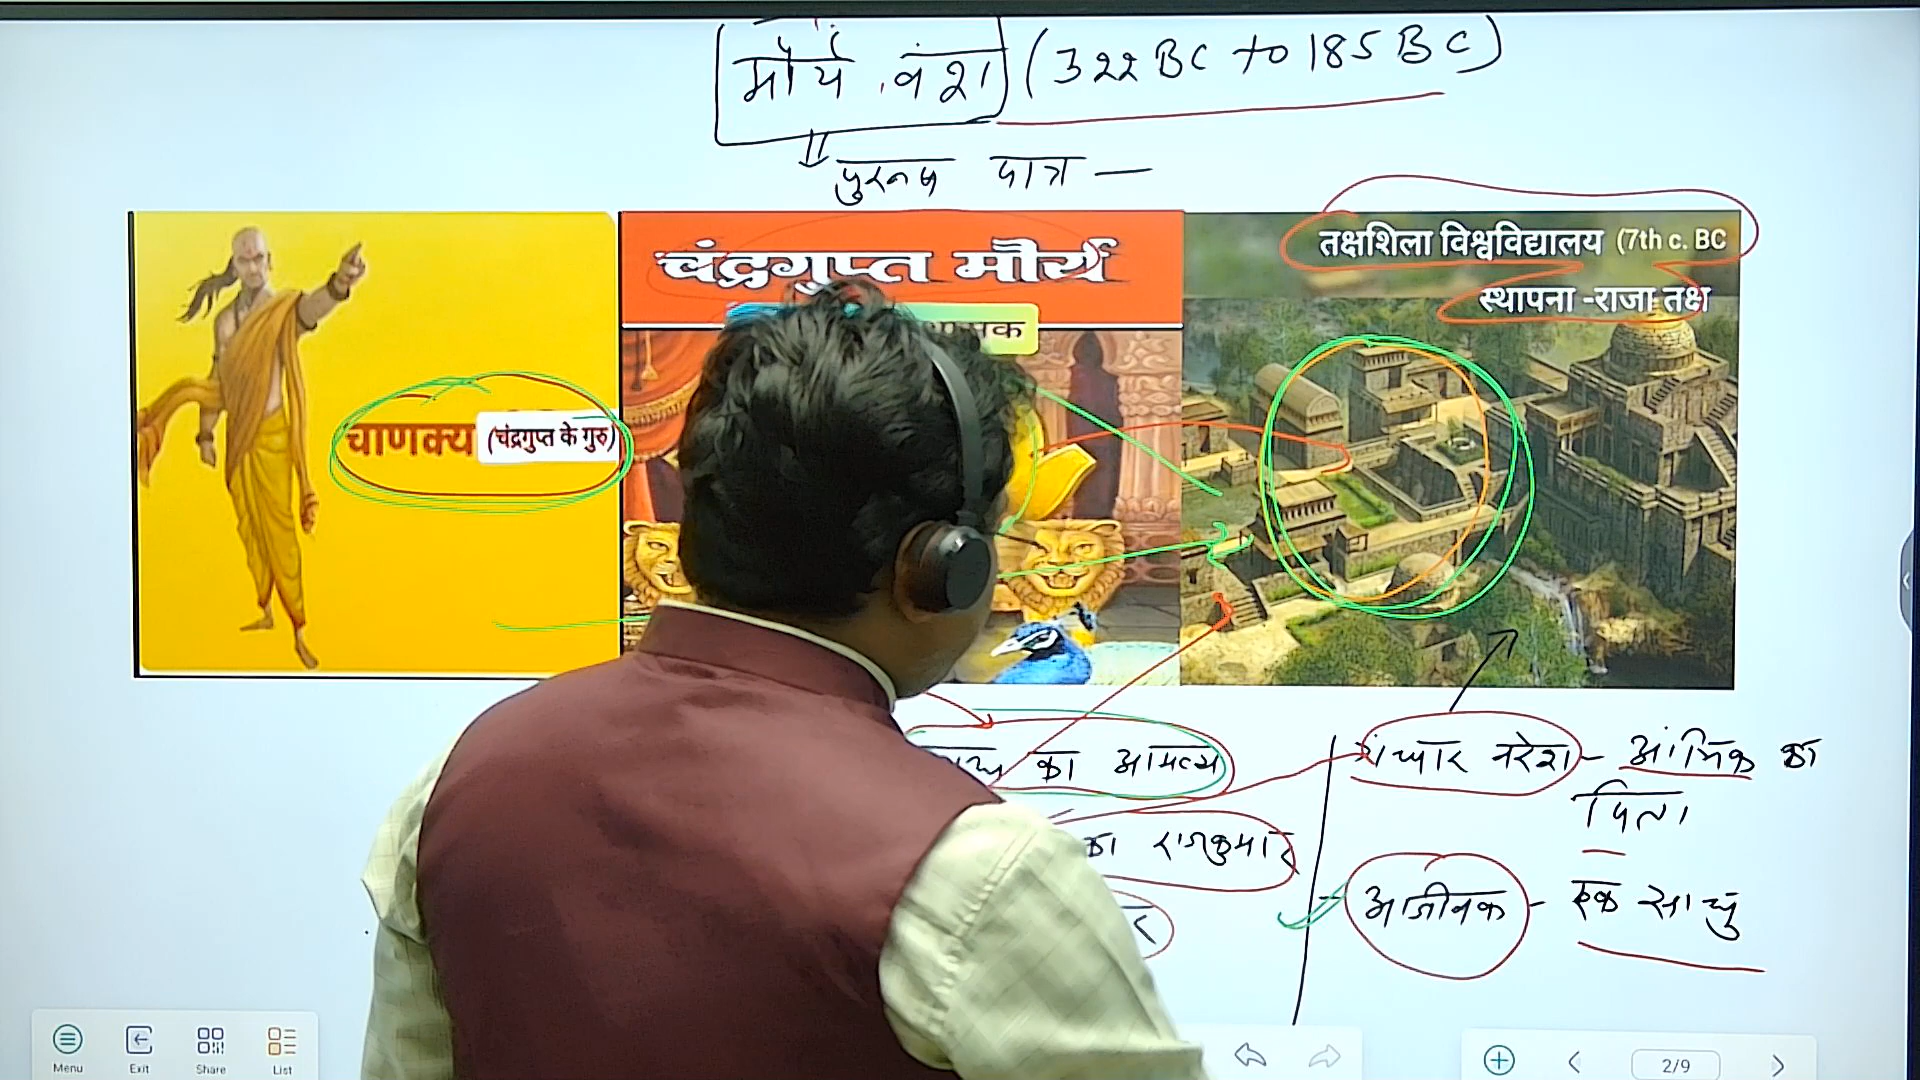 मौर्य वंश (322 BC to 185 BC)
पुरुष पात्र —
तक्षशिला विश्वविद्यालय (7th c. BC
स्थापना -राजा तक्ष
चंद्रगुप्त मौर्य
चाणक्य (चंद्रगुप्त के गुरु)
का आमत्य
का राजकुमार
नरेश - आंभिक का
पिता
आजीवक - एक साधु
Menu
Exit
Share
List
2/9